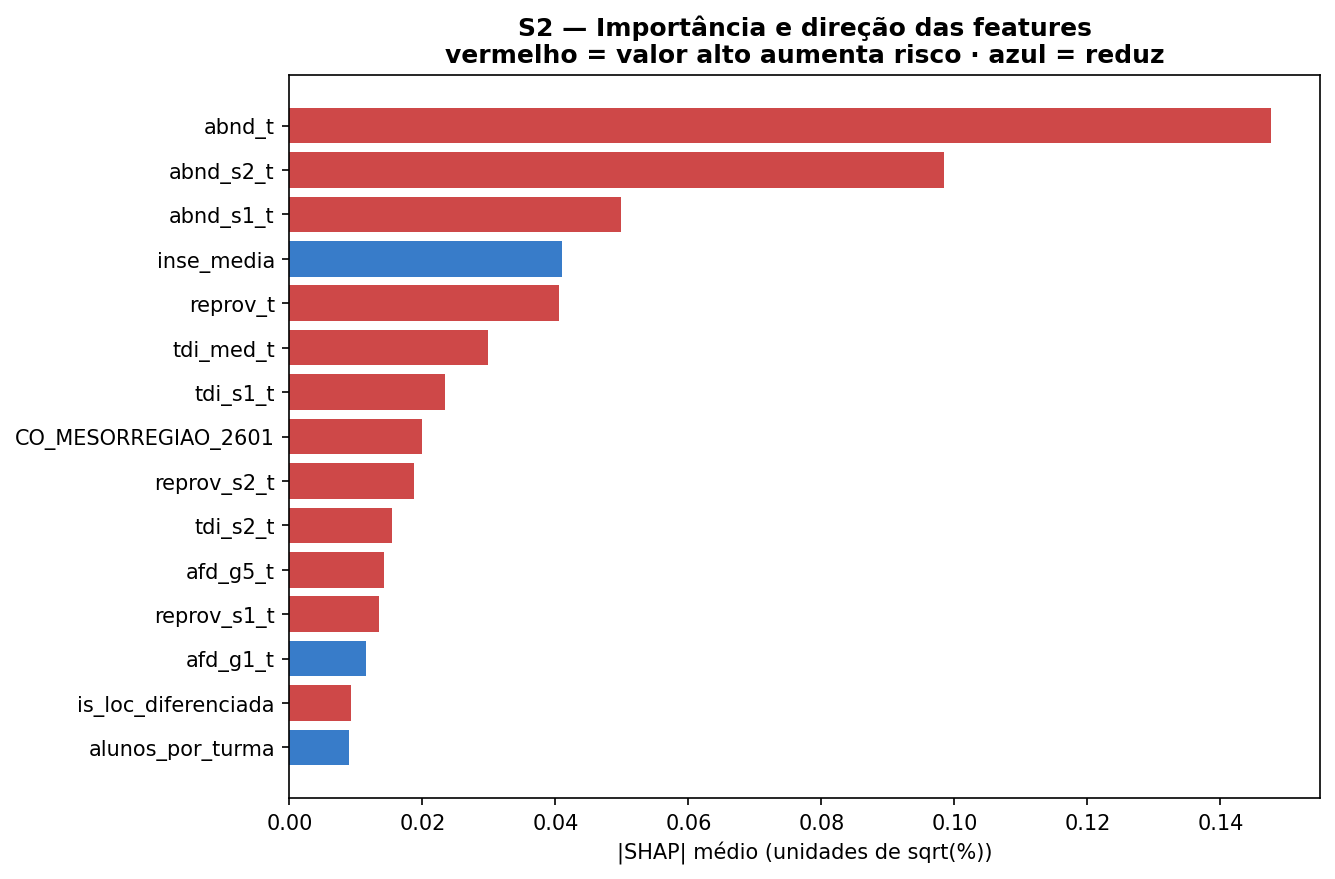 S2 — Importância e direção das features
vermelho = valor alto aumenta risco · azul = reduz
abnd_t
abnd_s2_t
abnd_s1_t
inse_media
reprov_t
tdi_med_t
tdi_s1_t
CO_MESORREGIAO_2601
reprov_s2_t
tdi_s2_t
afd_g5_t
reprov_s1_t
afd_g1_t
is_loc_diferenciada
alunos_por_turma
0.00 0.02 0.04 0.06 0.08 0.10 0.12 0.14
|SHAP| médio (unidades de sqrt(%))